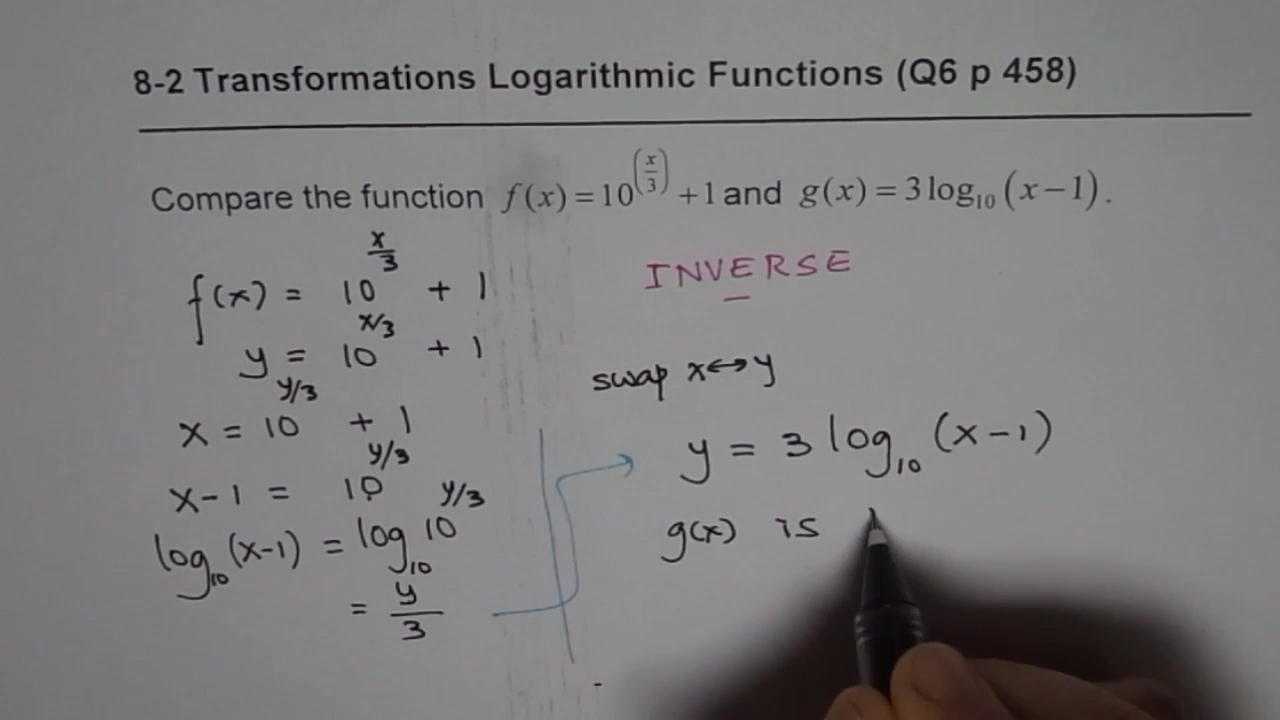 8-2 Transformations Logarithmic Functions (Q6 p 458)
Compare the function f(x) = 10^(x/3) + 1 and g(x) = 3 log₁₀ (x − 1).
f(x) = 10^(x/3) + 1
y = 10^(x/3) + 1
x = 10^(y/3) + 1
x − 1 = 10^(y/3)
log₁₀ (x−1) = log₁₀ 10^(y/3)
= y/3
INVERSE
swap x ↔ y
y = 3 log₁₀ (x − 1)
g(x) is